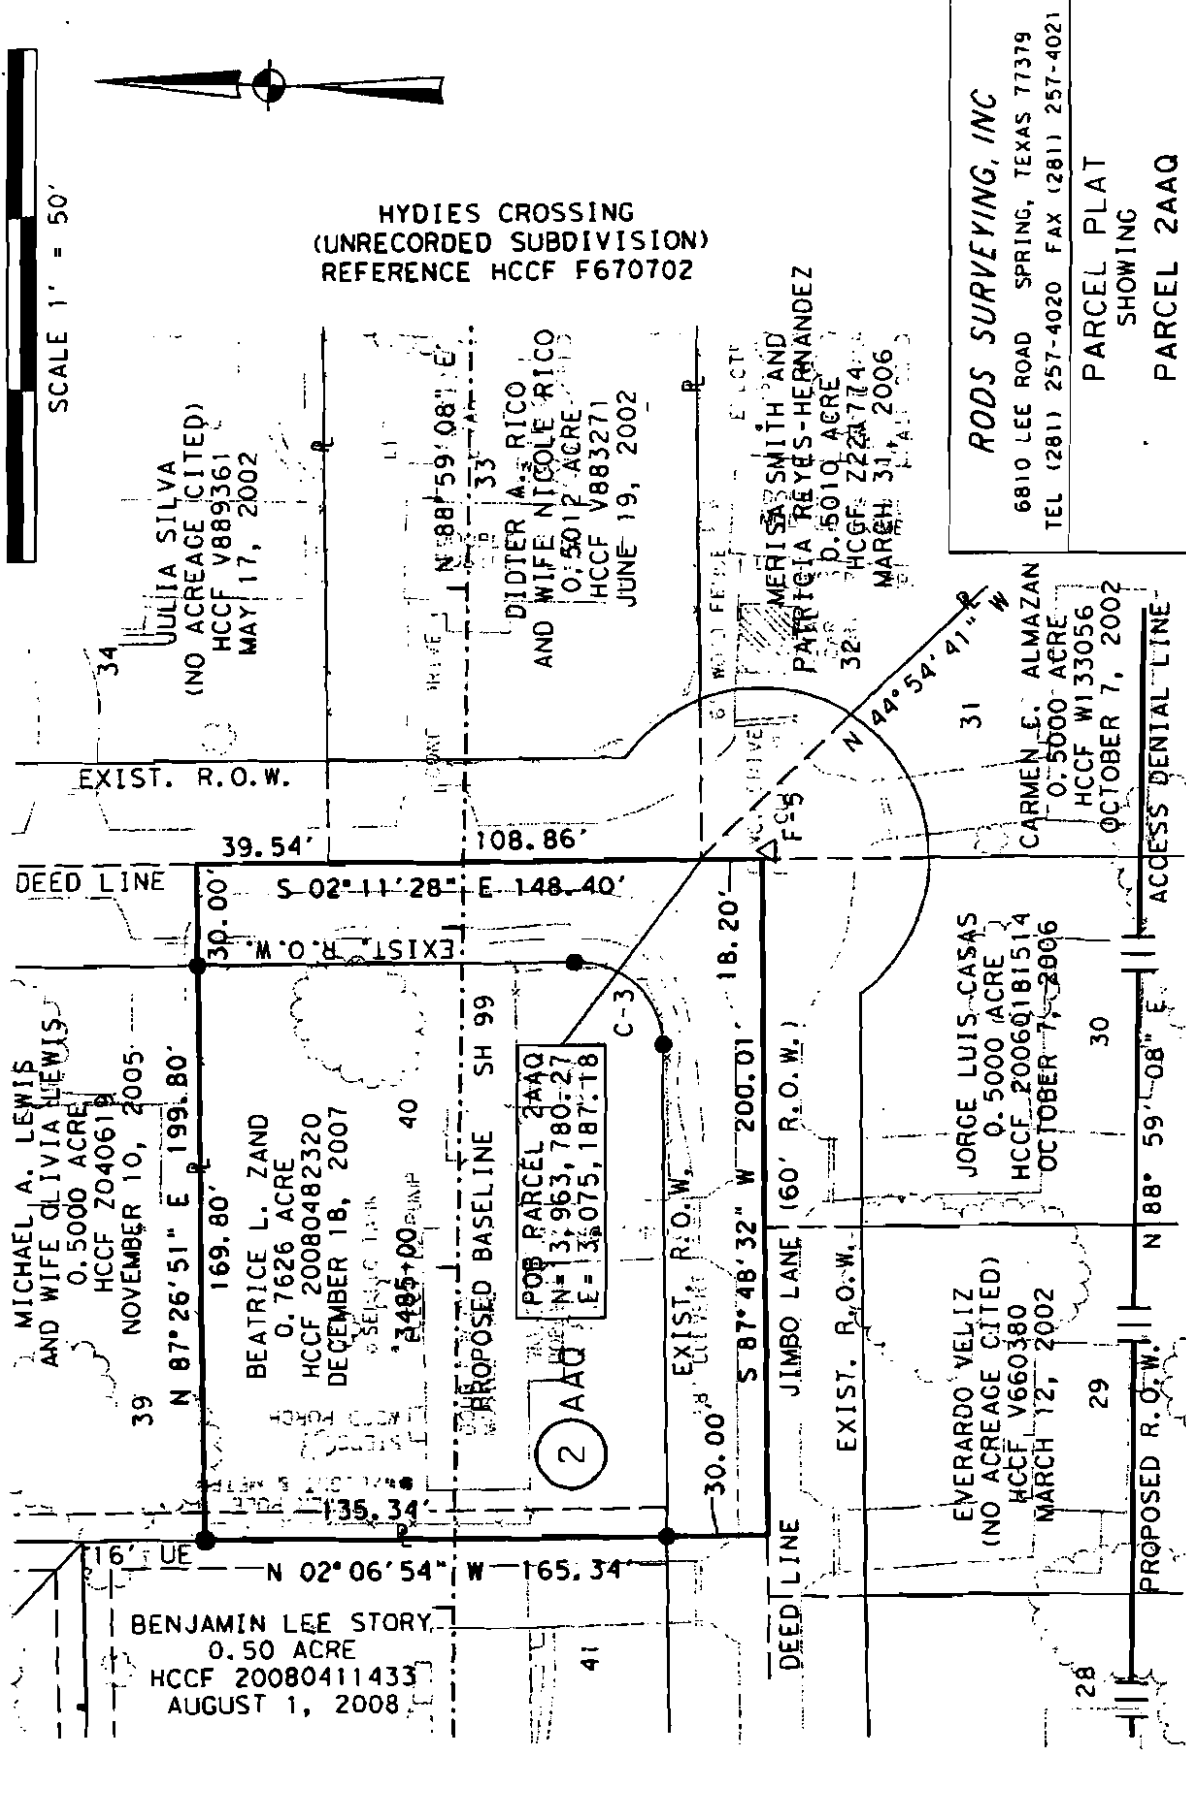 SCALE 1' = 50'
HYDIES CROSSING
(UNRECORDED SUBDIVISION)
REFERENCE HCCF F670702
34
JULIA SILVA
(NO ACREAGE CITED)
HCCF V889361
MAY 17, 2002
N 88°59'08" E
33
DIDIER A. RICO
AND WIFE NICOLE RICO
0.5012 ACRE
HCCF V883271
JUNE 19, 2002
MERISA SMITH AND
PATRICIA REYES-HERNANDEZ
0.5010 ACRE
32
MARCH 31, 2006
N 44°54'41" W
31
CARMEN E. ALMAZAN
0.5000 ACRE
HCCF W133056
OCTOBER 7, 2002
ACCESS DENIAL LINE
RODS SURVEYING, INC
6810 LEE ROAD SPRING, TEXAS 77379
TEL (281) 257-4020 FAX (281) 257-4021
PARCEL PLAT
SHOWING
PARCEL 2AAQ
EXIST. R.O.W.
DEED LINE
39.54'
108.86'
S 02°11'28" E 148.40'
30.00'
EXIST. R.O.W.
18.20'
F-5
C-3
MICHAEL A. LEWIS
AND WIFE OLIVIA LEWIS
0.5000 ACRE
HCCF Z040619
NOVEMBER 10, 2005
39
N 87°26'51" E 199.80'
169.80'
BEATRICE L. ZAND
0.7626 ACRE
HCCF 20080482320
DECEMBER 18, 2007
40
3485+00
PROPOSED BASELINE SH 99
POB PARCEL 2AAQ
N=13,963,780.27
E=3,075,187.18
2 AAQ
EXIST. R.O.W.
S 87°48'32" W 200.01'
30.00'
135.34'
JIMBO LANE (60' R.O.W.)
EXIST. R.O.W.
DEED LINE
JORGE LUIS CASAS
0.5000 ACRE
HCCF 20060181514
OCTOBER 7, 2006
30
EVERARDO VELIZ
(NO ACREAGE CITED)
HCCF V660380
MARCH 12, 2002
29
PROPOSED R.O.W.
N 88° 59' 08" E
28
16' UE
N 02°06'54" W 165.34'
BENJAMIN LEE STORY
0.50 ACRE
HCCF 20080411433
AUGUST 1, 2008
41